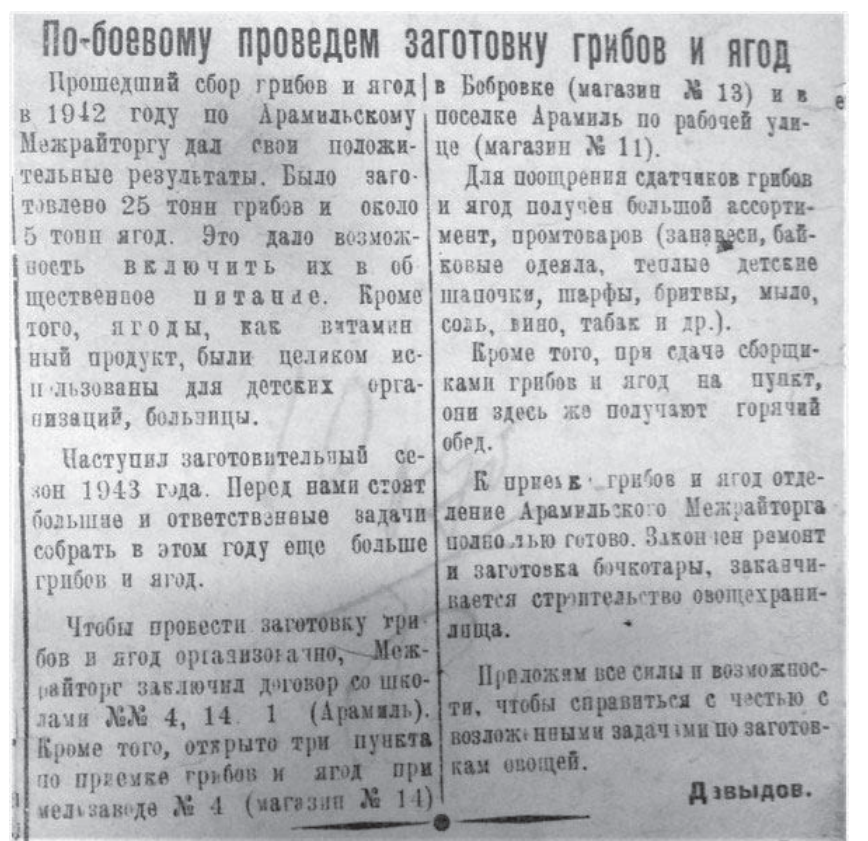 По-боевому проведем заготовку грибов и ягод
Прошедший сбор грибов и ягод
в 1942 году по Арамильскому
Межрайторгу дал свои положи-
тельные результаты. Было заго-
товлено 25 тонн грибов и около
5 тонн ягод. Это дало возмож-
ность включить их в об
щественное питание. Кроме
того, ягоды, как витамин
ный продукт, были целиком ис-
пользованы для детских орга-
низаций, больницы.
Наступил заготовительный се-
зон 1943 года. Перед нами стоят
большие и ответственные задачи
собрать в этом году еще больше
грибов и ягод.
Чтобы провести заготовку гри
бов и ягод организовачно, Меж-
райторг заключил договор со шко-
лами №№ 4, 14. 1 (Арамиль).
Кроме того, открыто три пункта
по приемке грибов и ягод при
мельзаводе № 4 (магазин № 14)
в Бобровке (магазин № 13) и в
поселке Арамиль по рабочей ули-
це (магазин № 11).
Для поощрения сдатчиков грибов
и ягод получен большой ассорти-
мент, промтоваров (занавеси, бай-
ковые одеяла, теплые детские
шапочки, шарфы, бритвы, мыло,
соль, вино, табак и др.).
Кроме того, при сдаче сборщи-
ками грибов и ягод на пункт,
они здесь же получают горячий
обед.
К приемке грибов и ягод отде-
ление Арамильского Межрайторга
полностью готово. Закончен ремонт
и заготовка бочкотары, заканчи-
вается строительство овощехрани-
лища.
Приложим все силы и возможнос-
ти, чтобы справиться с честью с
возложенными задачами по заготов-
кам овощей.
Давыдов.